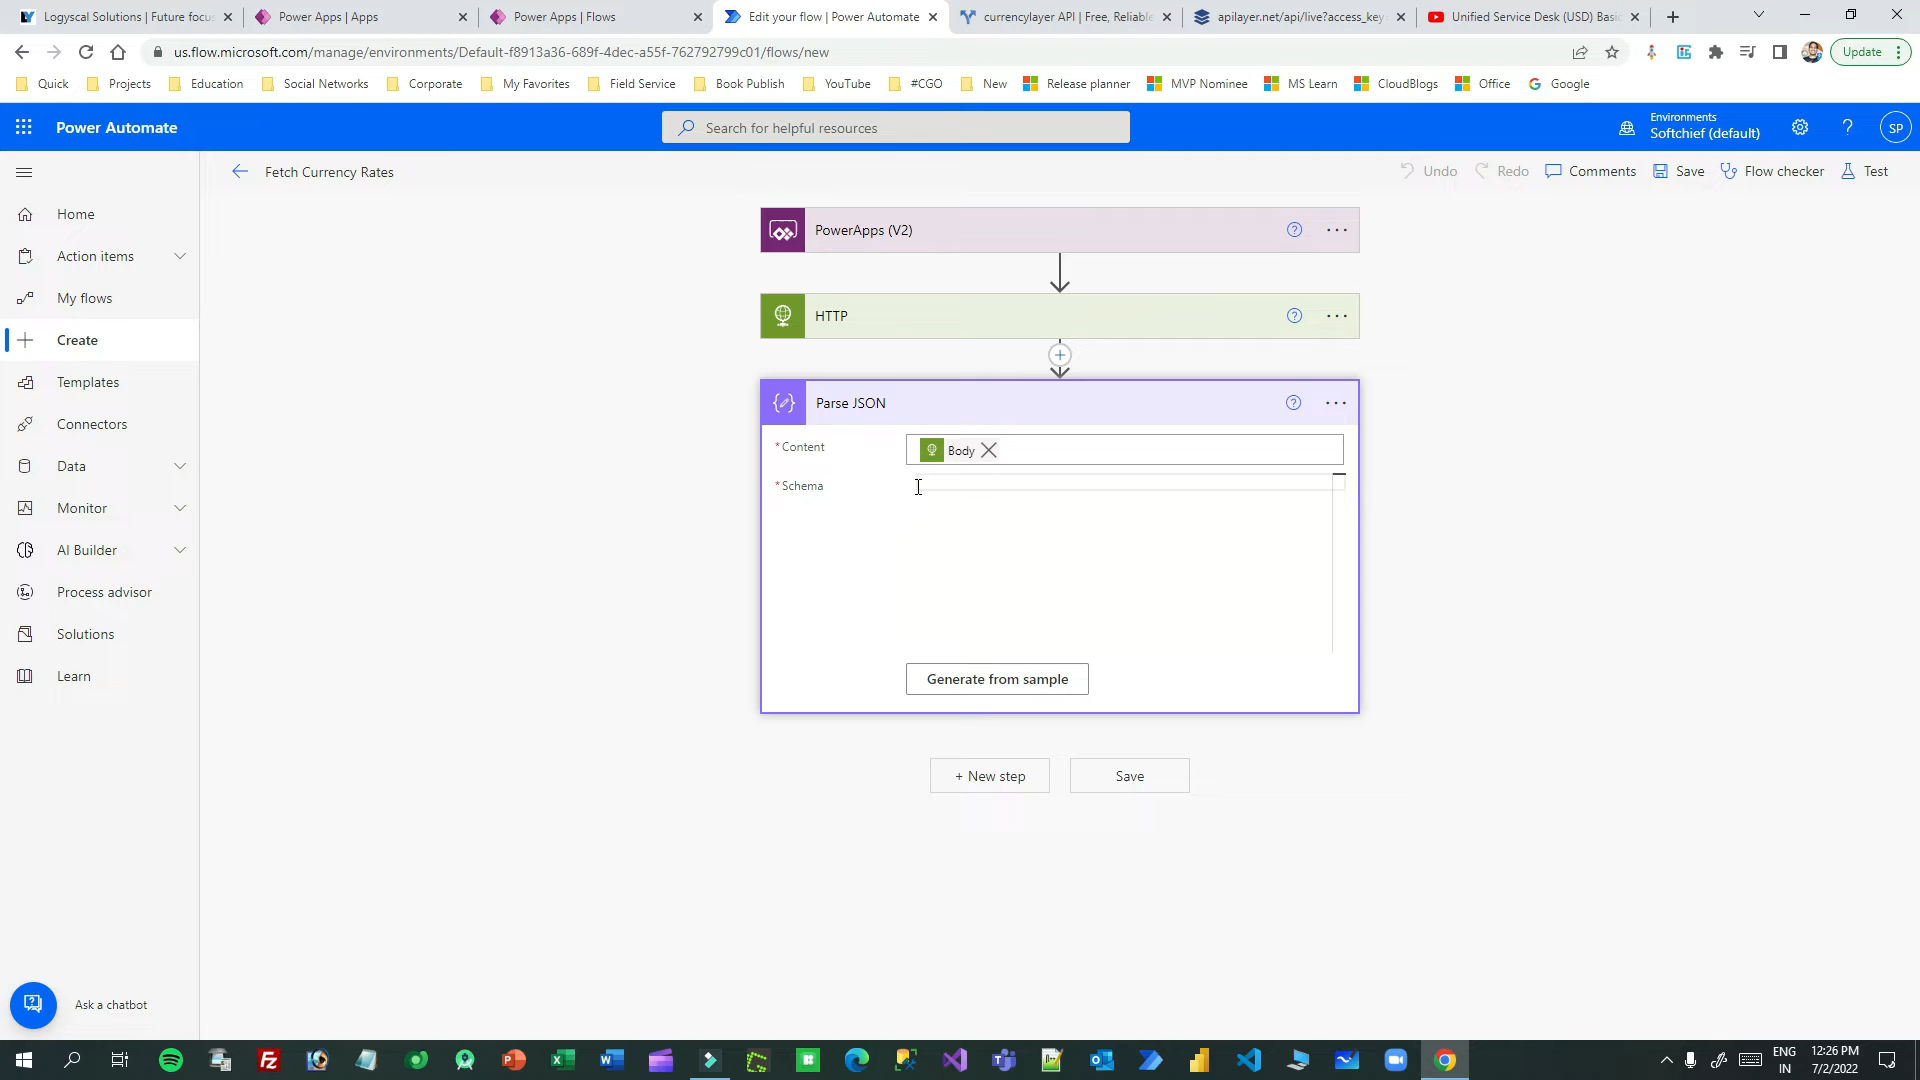 Logyscal Solutions | Future focu
Power Apps | Apps
Power Apps | Flows
Edit your flow | Power Automate
currencylayer API | Free, Reliable
apilayer.net/api/live?access_key
Unified Service Desk (USD) Basi
us.flow.microsoft.com/manage/environments/Default-f8913a36-689f-4dec-a55f-762792799c01/flows/new
Update
Quick
Projects
Education
Social Networks
Corporate
My Favorites
Field Service
Book Publish
YouTube
#CGO
New
Release planner
MVP Nominee
MS Learn
CloudBlogs
Office
Google
Power Automate
Search for helpful resources
Environments
Softchief (default)
SP
Fetch Currency Rates
Undo
Redo
Comments
Save
Flow checker
Test
Home
Action items
My flows
Create
Templates
Connectors
Data
Monitor
AI Builder
Process advisor
Solutions
Learn
Ask a chatbot
PowerApps (V2)
HTTP
Parse JSON
* Content
Body
* Schema
Generate from sample
+ New step
Save
ENG
IN
12:26 PM
7/2/2022